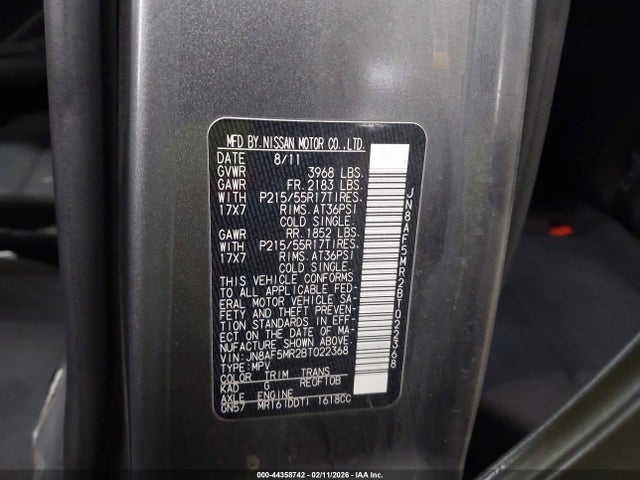 MFD BY NISSAN MOTOR CO.,LTD.
DATE 8/11
GVWR 3968 LBS.
GAWR FR. 2183 LBS.
WITH P215/55R17TIRES.
17X7 RIMS. AT36PSI
COLD SINGLE.
GAWR RR. 1852 LBS.
WITH P215/55R17TIRES.
17X7 RIMS. AT36PSI
COLD SINGLE.
THIS VEHICLE CONFORMS
TO ALL APPLICABLE FED-
ERAL MOTOR VEHICLE SA-
FETY AND THEFT PREVEN-
TION STANDARDS IN EFF-
ECT ON THE DATE OF MA-
NUFACTURE SHOWN ABOVE.
VIN:JN8AF5MR2BT022368
TYPE:MPV
COLOR TRIM TRANS
KAD G RE0F10B
AXLE ENGINE
GN57 MR16(DDT) 1618CC
JN8AF5MR2BT022368
000-44358742 - 02/11/2026 - IAA Inc.